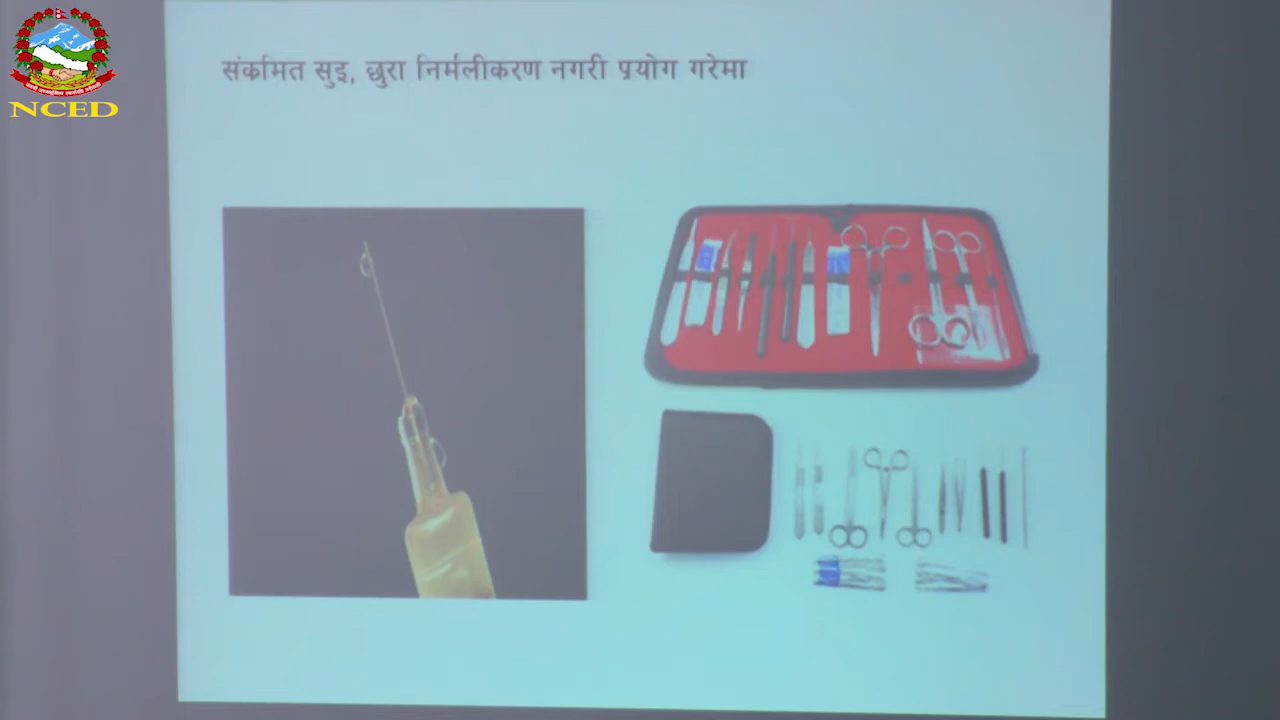 NCED
संक्रमित सुइ, छुरा निर्मलीकरण नगरी प्रयोग गरेमा